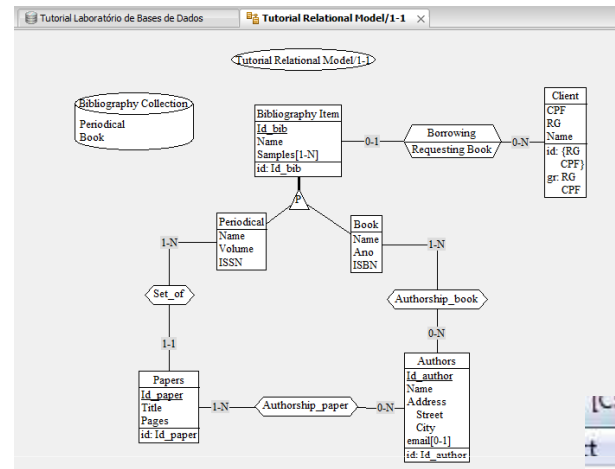 Tutorial Laboratório de Bases de Dados
Tutorial Relational Model/1-1
Tutorial Relational Model/1-1
Bibliography Collection
Periodical
Book
Bibliography Item
Id_bib
Name
Samples[1-N]
id: Id_bib
0-1
Borrowing
Requesting Book
0-N
Client
CPF
RG
Name
id: {RG
CPF}
gr: RG
CPF
P
Periodical
Name
Volume
ISSN
Book
Name
Ano
ISBN
1-N
1-N
Set_of
Authorship_book
1-1
0-N
Papers
Id_paper
Title
Pages
id: Id_paper
1-N
Authorship_paper
0-N
Authors
Id_author
Name
Address
Street
City
email[0-1]
id: Id_author